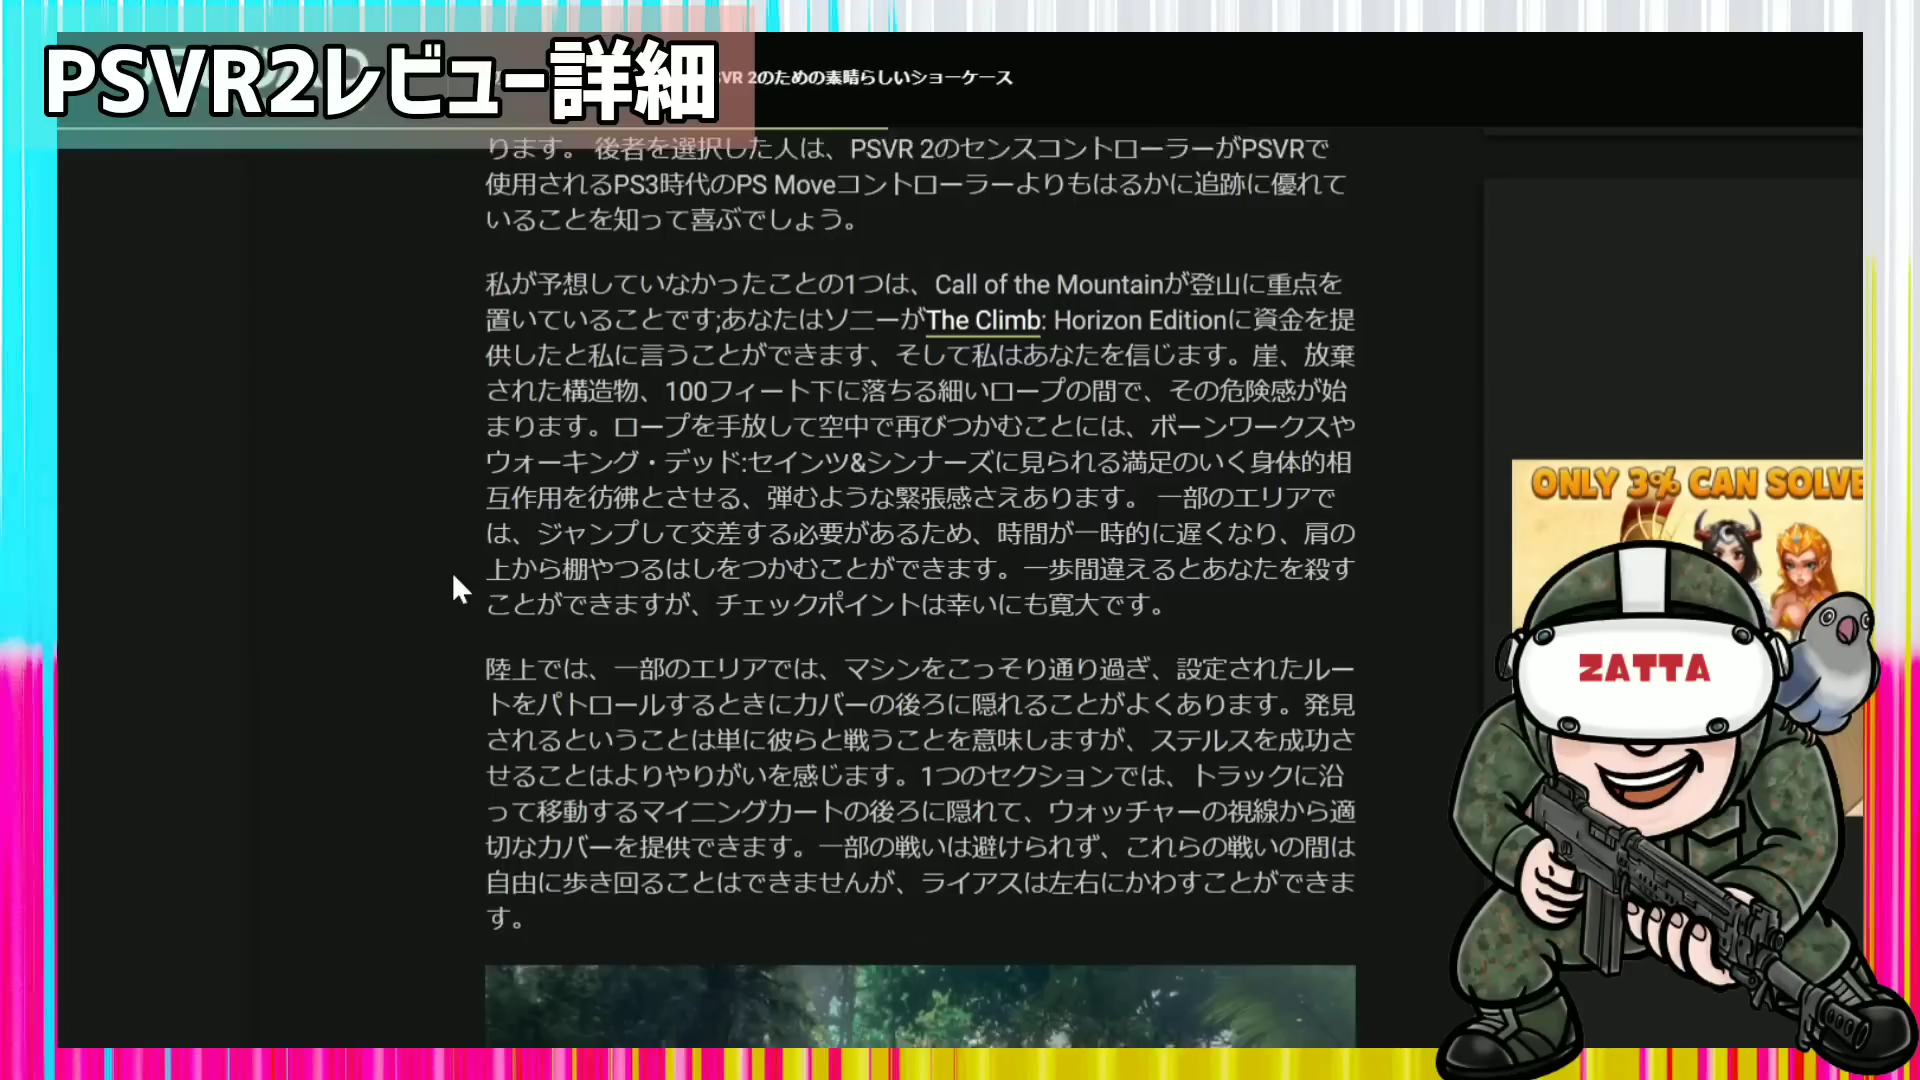 PSVR2レビュー詳細
VR 2のための素晴らしいショーケース
ります。 後者を選択した人は、PSVR 2のセンスコントローラーがPSVRで
使用されるPS3時代のPS Moveコントローラーよりもはるかに追跡に優れて
いることを知って喜ぶでしょう。
私が予想していなかったことの1つは、Call of the Mountainが登山に重点を
置いていることです;あなたはソニーがThe Climb: Horizon Editionに資金を提
供したと私に言うことができます、そして私はあなたを信じます。崖、放棄
された構造物、100フィート下に落ちる細いロープの間で、その危険感が始
まります。ロープを手放して空中で再びつかむことには、ボーンワークスや
ウォーキング・デッド:セインツ&シンナーズに見られる満足のいく身体的相
互作用を彷彿とさせる、弾むような緊張感さえあります。 一部のエリアで
は、ジャンプして交差する必要があるため、時間が一時的に遅くなり、肩の
上から棚やつるはしをつかむことができます。一歩間違えるとあなたを殺す
ことができますが、チェックポイントは幸いにも寛大です。
陸上では、一部のエリアでは、マシンをこっそり通り過ぎ、設定されたルー
トをパトロールするときにカバーの後ろに隠れることがよくあります。発見
されるということは単に彼らと戦うことを意味しますが、ステルスを成功さ
せることはよりやりがいを感じます。1つのセクションでは、トラックに沿
って移動するマイニングカートの後ろに隠れて、ウォッチャーの視線から適
切なカバーを提供できます。一部の戦いは避けられず、これらの戦いの間は
自由に歩き回ることはできませんが、ライアスは左右にかわすことができま
す。
ONLY 3% CAN SOLVE
ZATTA